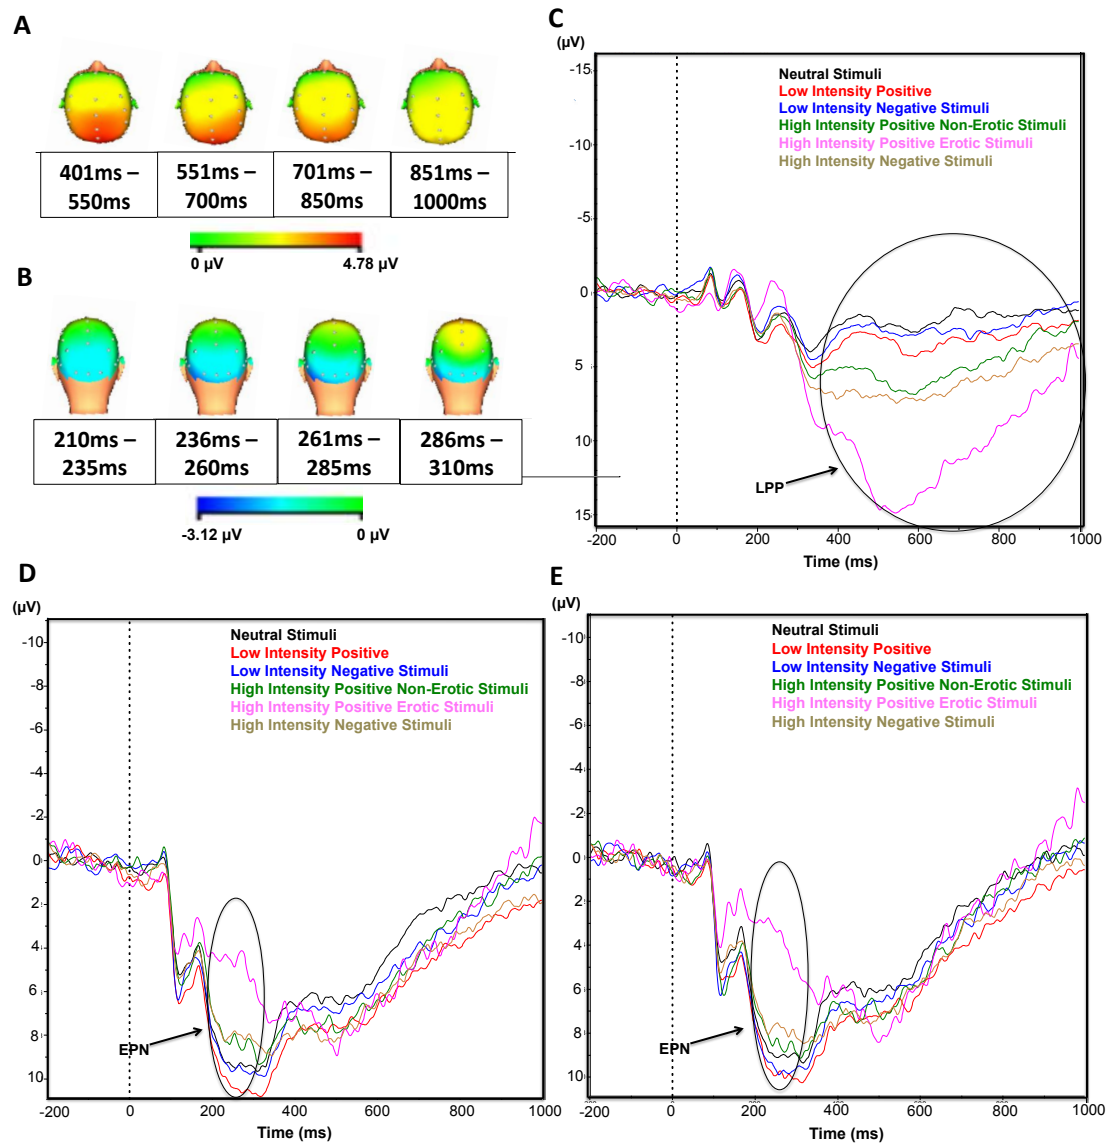 A
401ms –
550ms
551ms –
700ms
701ms –
850ms
851ms –
1000ms
0 µV
4.78 µV
B
210ms –
235ms
236ms –
260ms
261ms –
285ms
286ms –
310ms
-3.12 µV
0 µV
C
(µV)
-15
-10
-5
0
5
10
15
Neutral Stimuli
Low Intensity Positive
Low Intensity Negative Stimuli
High Intensity Positive Non-Erotic Stimuli
High Intensity Positive Erotic Stimuli
High Intensity Negative Stimuli
LPP
-200
0
200
400
600
800
1000
Time (ms)
D
(µV)
-10
-8
-6
-4
-2
0
2
4
6
8
10
Neutral Stimuli
Low Intensity Positive
Low Intensity Negative Stimuli
High Intensity Positive Non-Erotic Stimuli
High Intensity Positive Erotic Stimuli
High Intensity Negative Stimuli
EPN
-200
0
200
400
600
800
1000
Time (ms)
E
(µV)
-10
-8
-6
-4
-2
0
2
4
6
8
10
Neutral Stimuli
Low Intensity Positive
Low Intensity Negative Stimuli
High Intensity Positive Non-Erotic Stimuli
High Intensity Positive Erotic Stimuli
High Intensity Negative Stimuli
EPN
-200
0
200
400
600
800
1000
Time (ms)